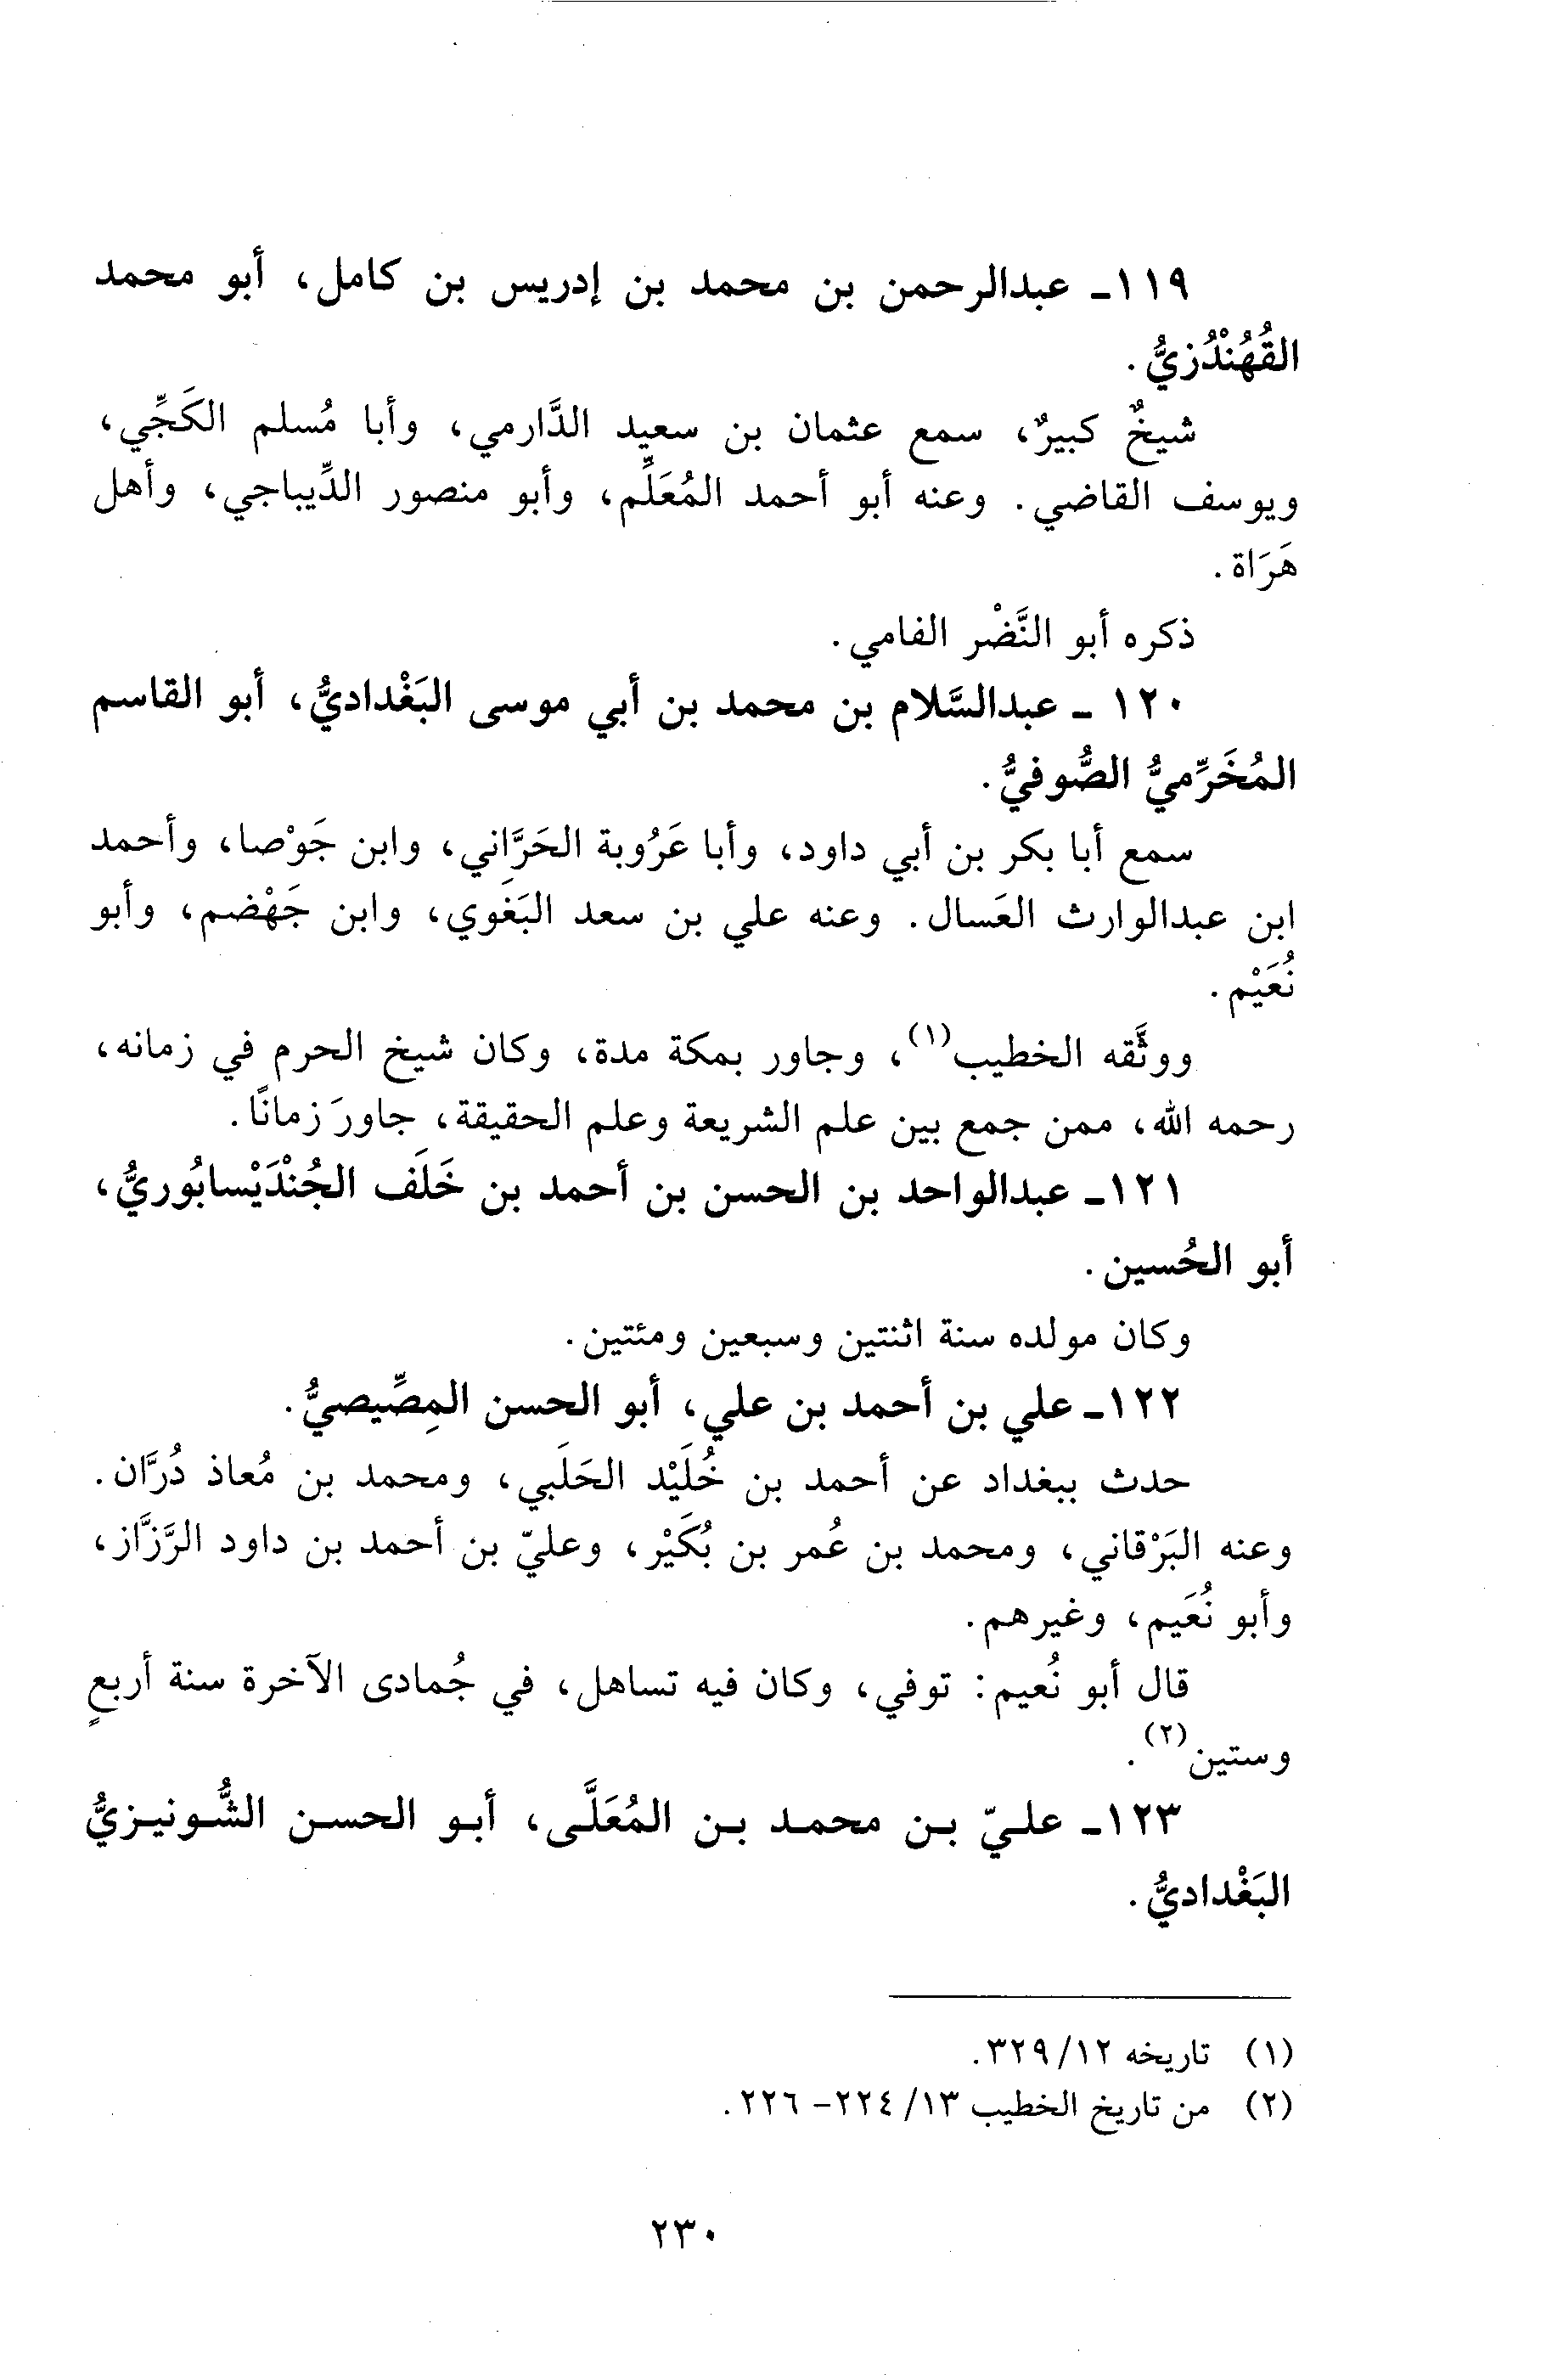 ١١٩ـ عبدالرحمن بن محمد بن إدريس بن كامل، أبو محمد
القُهُنْدُزيُّ.
شيخٌ كبيرٌ، سمع عثمان بن سعيد الدَّارمي، وأبا مُسلم الكَجِّي،
ويوسف القاضي. وعنه أبو أحمد المُعَلِّم، وأبو منصور الدِّيباجي، وأهل
هَرَاة.
ذكره أبو النَّضْر الفامي.
١٢٠ ـ عبدالسَّلام بن محمد بن أبي موسى البَغْداديُّ، أبو القاسم
المُخَرِّميُّ الصُّوفيُّ.
سمع أبا بكر بن أبي داود، وأبا عَرُوبة الحَرَّاني، وابن جَوْصا، وأحمد
ابن عبدالوارث العَسال. وعنه علي بن سعد البَغَوي، وابن جَهْضم، وأبو
نُعَيْم.
ووثَّقه الخطيب(١)، وجاور بمكة مدة، وكان شيخ الحرم في زمانه،
رحمه الله، ممن جمع بين علم الشريعة وعلم الحقيقة، جاورَ زمانًا.
١٢١ـ عبدالواحد بن الحسن بن أحمد بن خَلَف الجُنْدَيْسابُوريُّ،
أبو الحُسين.
وكان مولده سنة اثنتين وسبعين ومئتين.
١٢٢ـ علي بن أحمد بن علي، أبو الحسن المِصِّيصيُّ.
حدث ببغداد عن أحمد بن خُلَيْد الحَلَبي، ومحمد بن مُعاذ دُرَّان.
وعنه البَرْقاني، ومحمد بن عُمر بن بُكَيْر، وعليّ بن أحمد بن داود الرَّزَّاز،
وأبو نُعَيم، وغيرهم.
قال أبو نُعيم: توفي، وكان فيه تساهل، في جُمادى الآخرة سنة أربعٍ
وستين(٢).
١٢٣ـ عليّ بن محمد بن المُعَلَّى، أبو الحسن الشُّونيزيُّ
البَغْداديُّ.
(١) تاريخه ١٢/ ٣٢٩.
(٢) من تاريخ الخطيب ١٣/ ٢٢٤- ٢٢٦.
٢٣٠